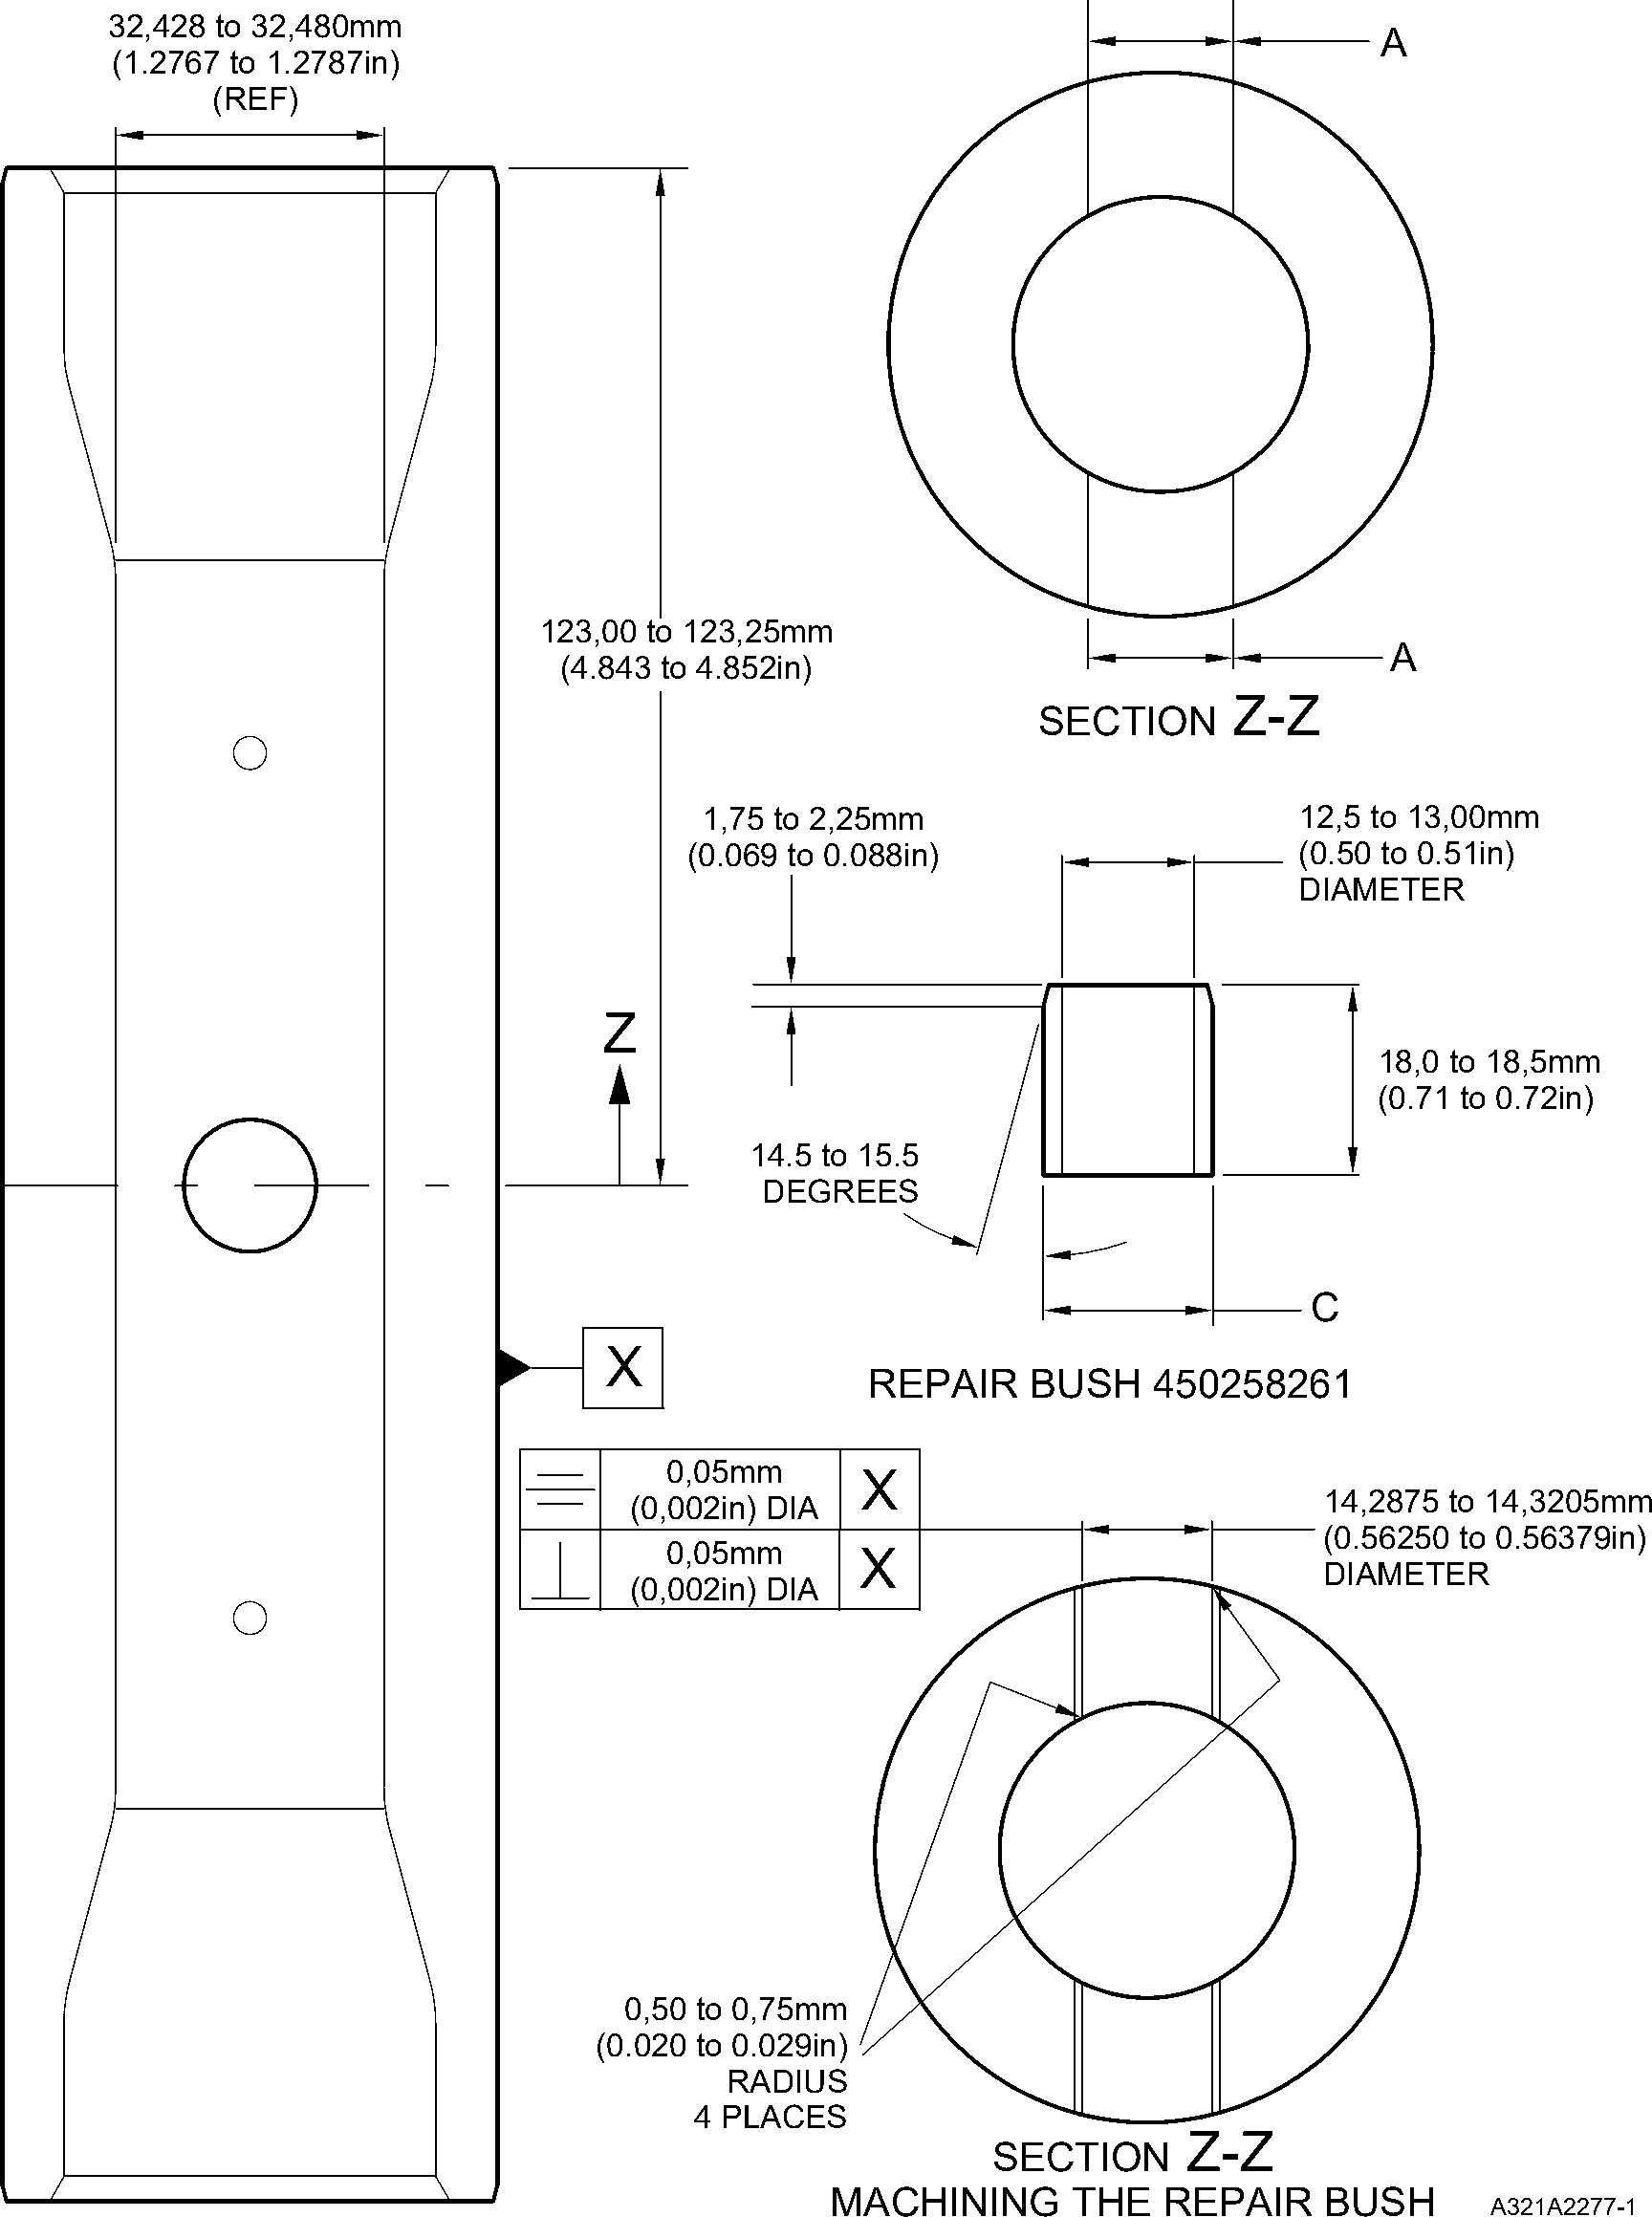 32,428 to 32,480mm
(1.2767 to 1.2787in)
(REF)
A
123,00 to 123,25mm
(4.843 to 4.852in)
A
SECTION Z-Z
1,75 to 2,25mm
(0.069 to 0.088in)
12,5 to 13,00mm
(0.50 to 0.51in)
DIAMETER
Z
18,0 to 18,5mm
(0.71 to 0.72in)
14.5 to 15.5
DEGREES
C
X
REPAIR BUSH 450258261
0,05mm
(0,002in) DIA
X
0,05mm
(0,002in) DIA
X
14,2875 to 14,3205mm
(0.56250 to 0.56379in)
DIAMETER
0,50 to 0,75mm
(0.020 to 0.029in)
RADIUS
4 PLACES
SECTION Z-Z
MACHINING THE REPAIR BUSH
A321A2277-1